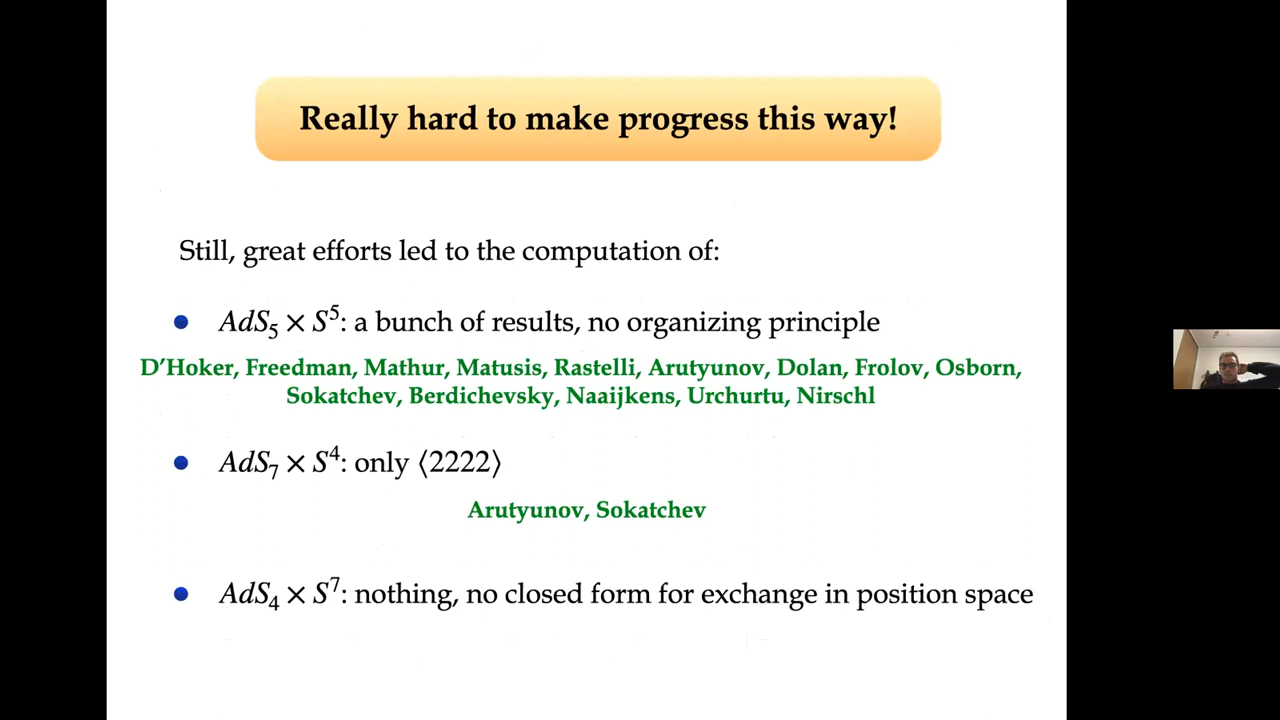 Really hard to make progress this way!
Still, great efforts led to the computation of:
• AdS₅ × S⁵: a bunch of results, no organizing principle
D'Hoker, Freedman, Mathur, Matusis, Rastelli, Arutyunov, Dolan, Frolov, Osborn,
Sokatchev, Berdichevsky, Naaijkens, Urchurtu, Nirschl
• AdS₇ × S⁴: only ⟨2222⟩
Arutyunov, Sokatchev
• AdS₄ × S⁷: nothing, no closed form for exchange in position space